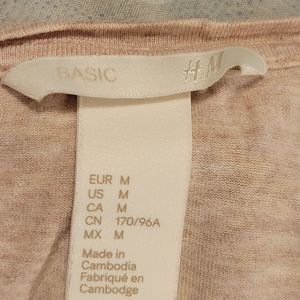 BASIC H&M
EUR M
US M
CA M
CN 170/96A
MX M
Made in
Cambodia
Fabriqué en
Cambodge